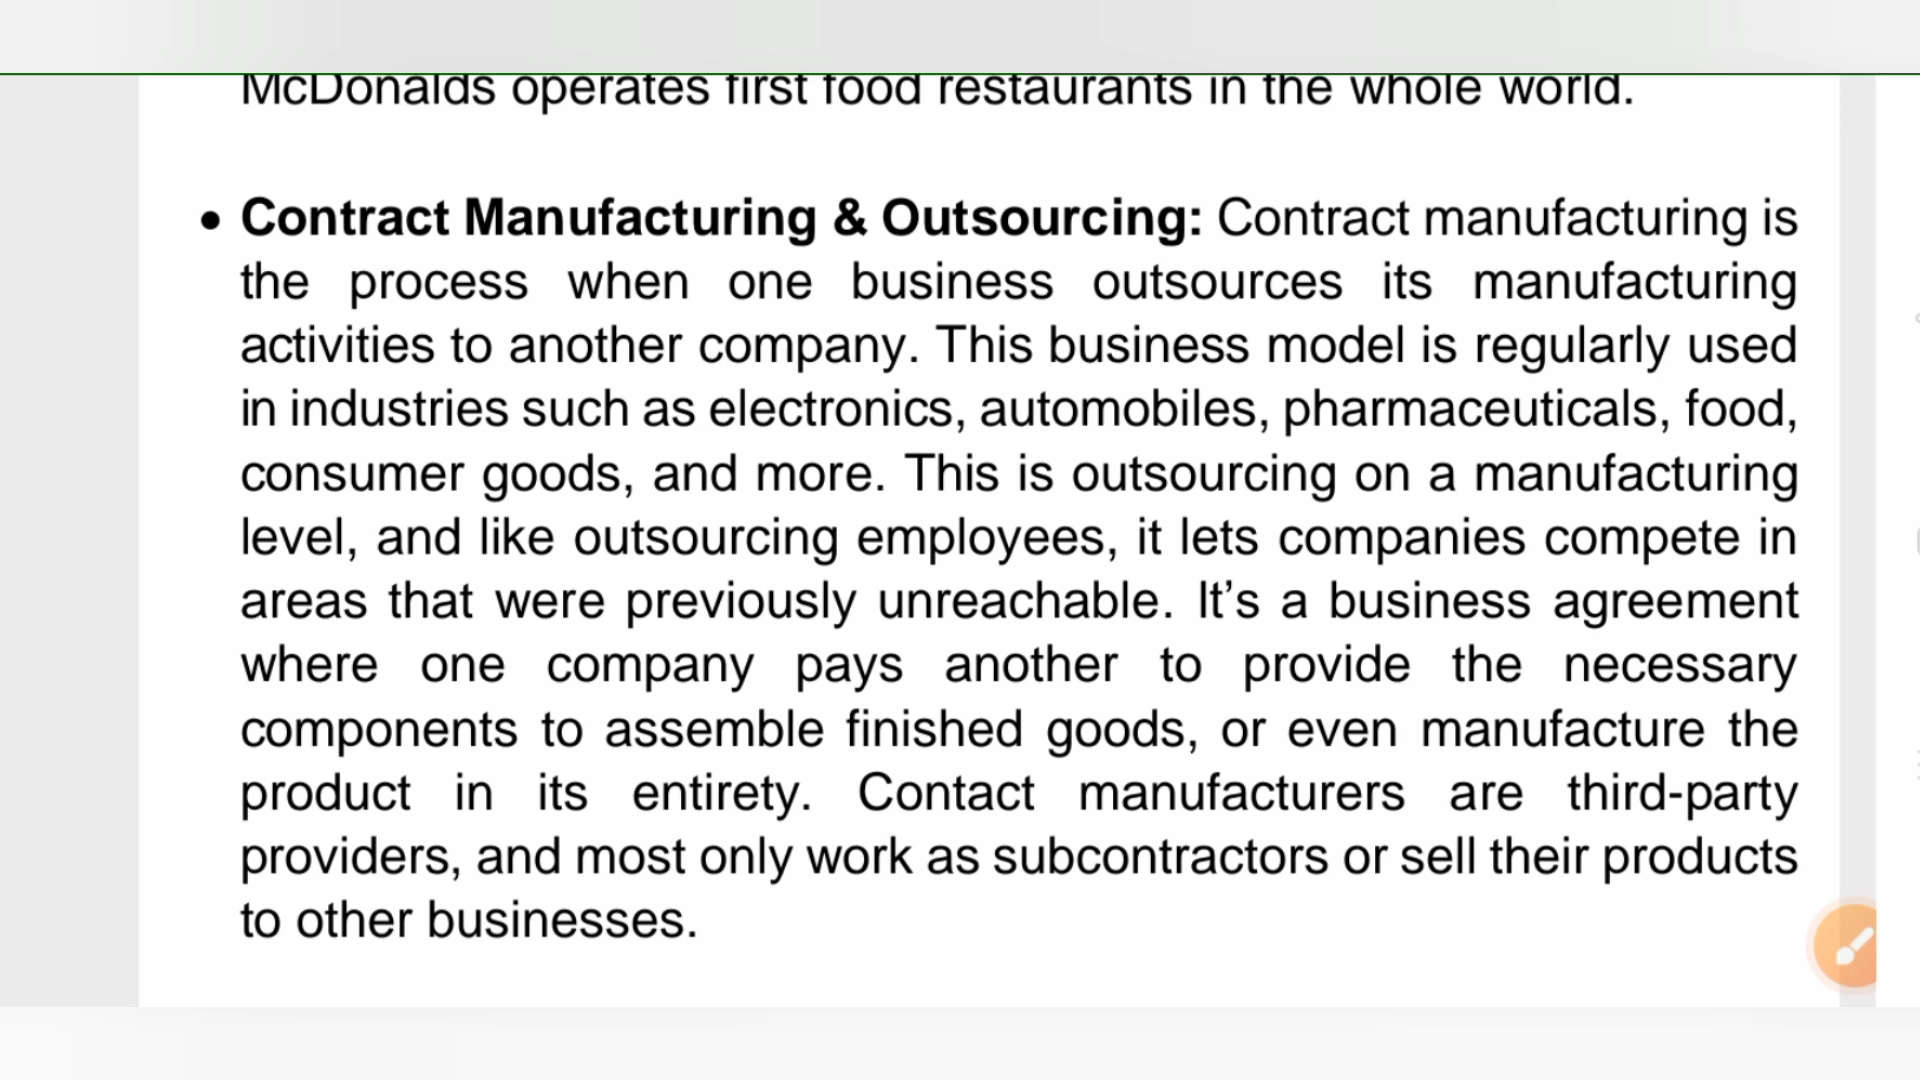 McDonalds operates first food restaurants in the whole world.
• Contract Manufacturing & Outsourcing: Contract manufacturing is
the process when one business outsources its manufacturing
activities to another company. This business model is regularly used
in industries such as electronics, automobiles, pharmaceuticals, food,
consumer goods, and more. This is outsourcing on a manufacturing
level, and like outsourcing employees, it lets companies compete in
areas that were previously unreachable. It’s a business agreement
where one company pays another to provide the necessary
components to assemble finished goods, or even manufacture the
product in its entirety. Contact manufacturers are third-party
providers, and most only work as subcontractors or sell their products
to other businesses.